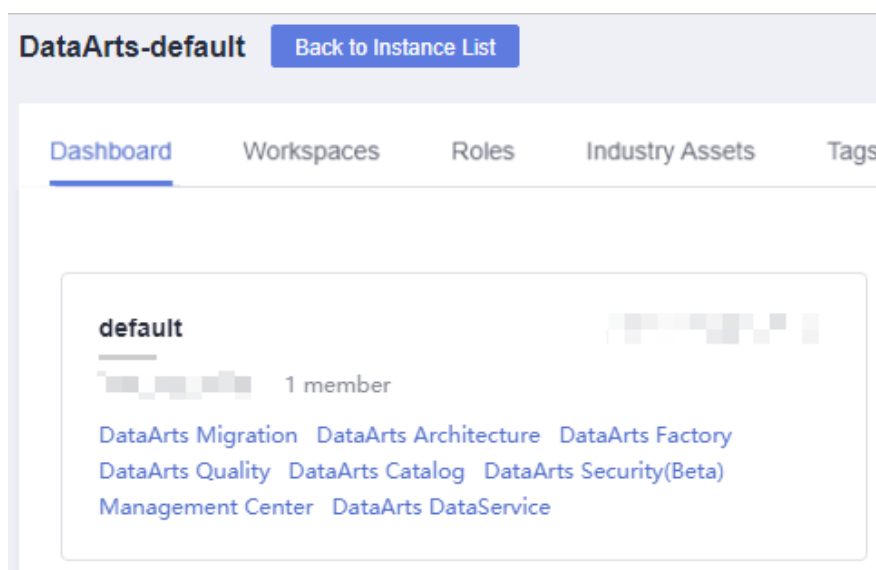 DataArts-default Back to Instance List
Dashboard Workspaces Roles Industry Assets Tags
default
1 member
DataArts Migration DataArts Architecture DataArts Factory
DataArts Quality DataArts Catalog DataArts Security(Beta)
Management Center DataArts DataService